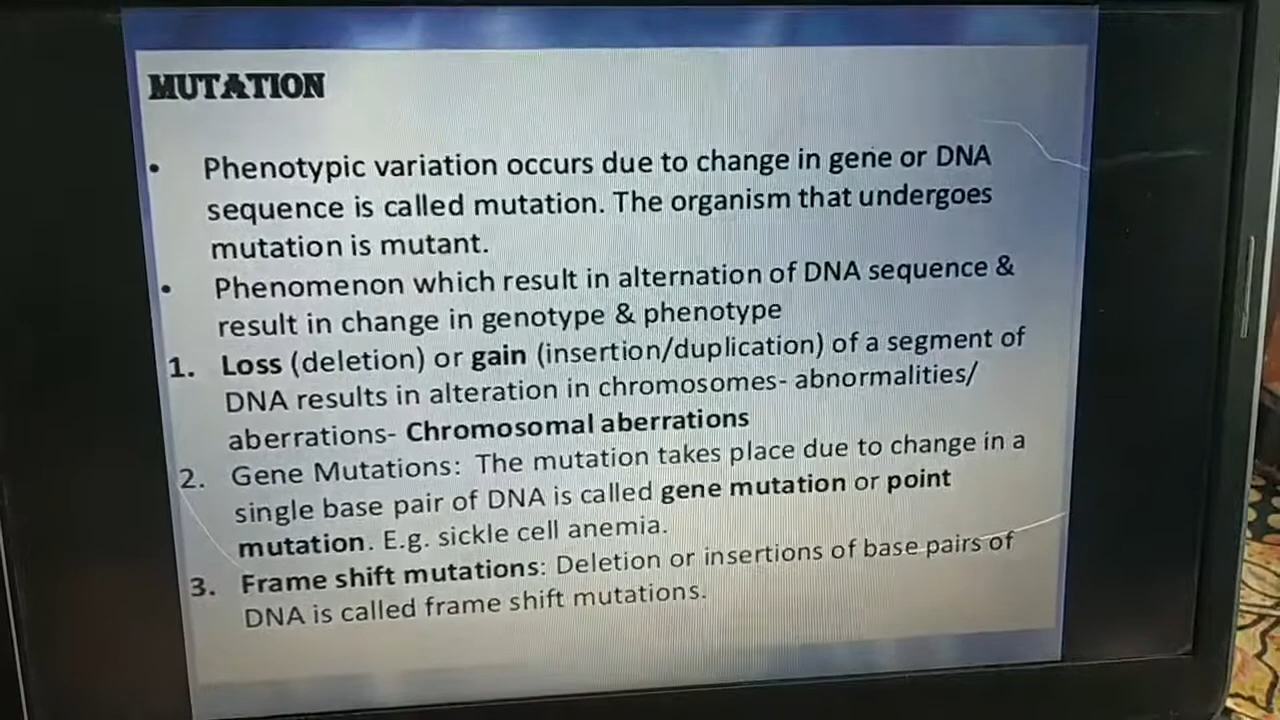 MUTATION
• Phenotypic variation occurs due to change in gene or DNA
sequence is called mutation. The organism that undergoes
mutation is mutant.
• Phenomenon which result in alternation of DNA sequence &
result in change in genotype & phenotype
1. Loss (deletion) or gain (insertion/duplication) of a segment of
DNA results in alteration in chromosomes- abnormalities/
aberrations- Chromosomal aberrations
2. Gene Mutations: The mutation takes place due to change in a
single base pair of DNA is called gene mutation or point
mutation. E.g. sickle cell anemia.
3. Frame shift mutations: Deletion or insertions of base pairs of
DNA is called frame shift mutations.